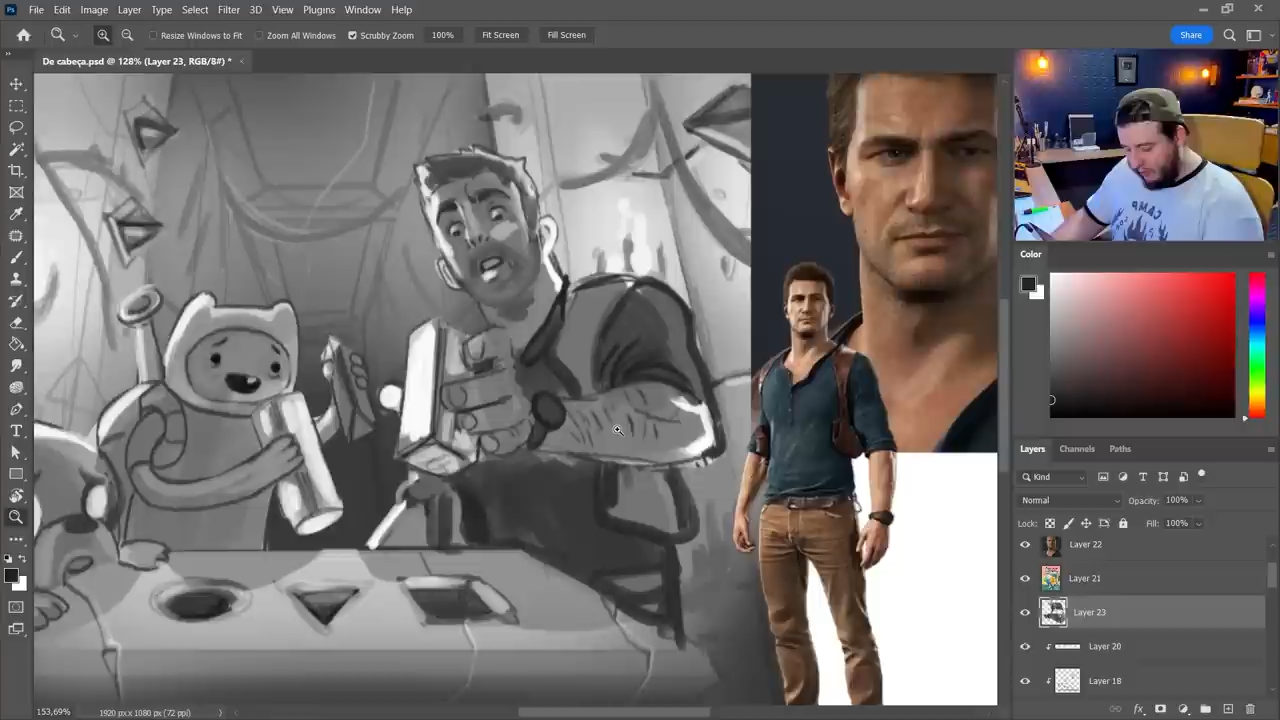 Ps File Edit Image Layer Type Select Filter 3D View Plugins Window Help
Resize Windows to Fit Zoom All Windows Scrubby Zoom 100% Fit Screen Fill Screen Share
De cabeça.psd @ 128% (Layer 23, RGB/8#) *
CAMP
Color
Layers Channels Paths
Kind
Normal Opacity: 100%
Lock: Fill: 100%
Layer 22
Layer 21
Layer 23
Layer 20
Layer 18
fx
153,69% 1920 px x 1080 px (72 ppi)